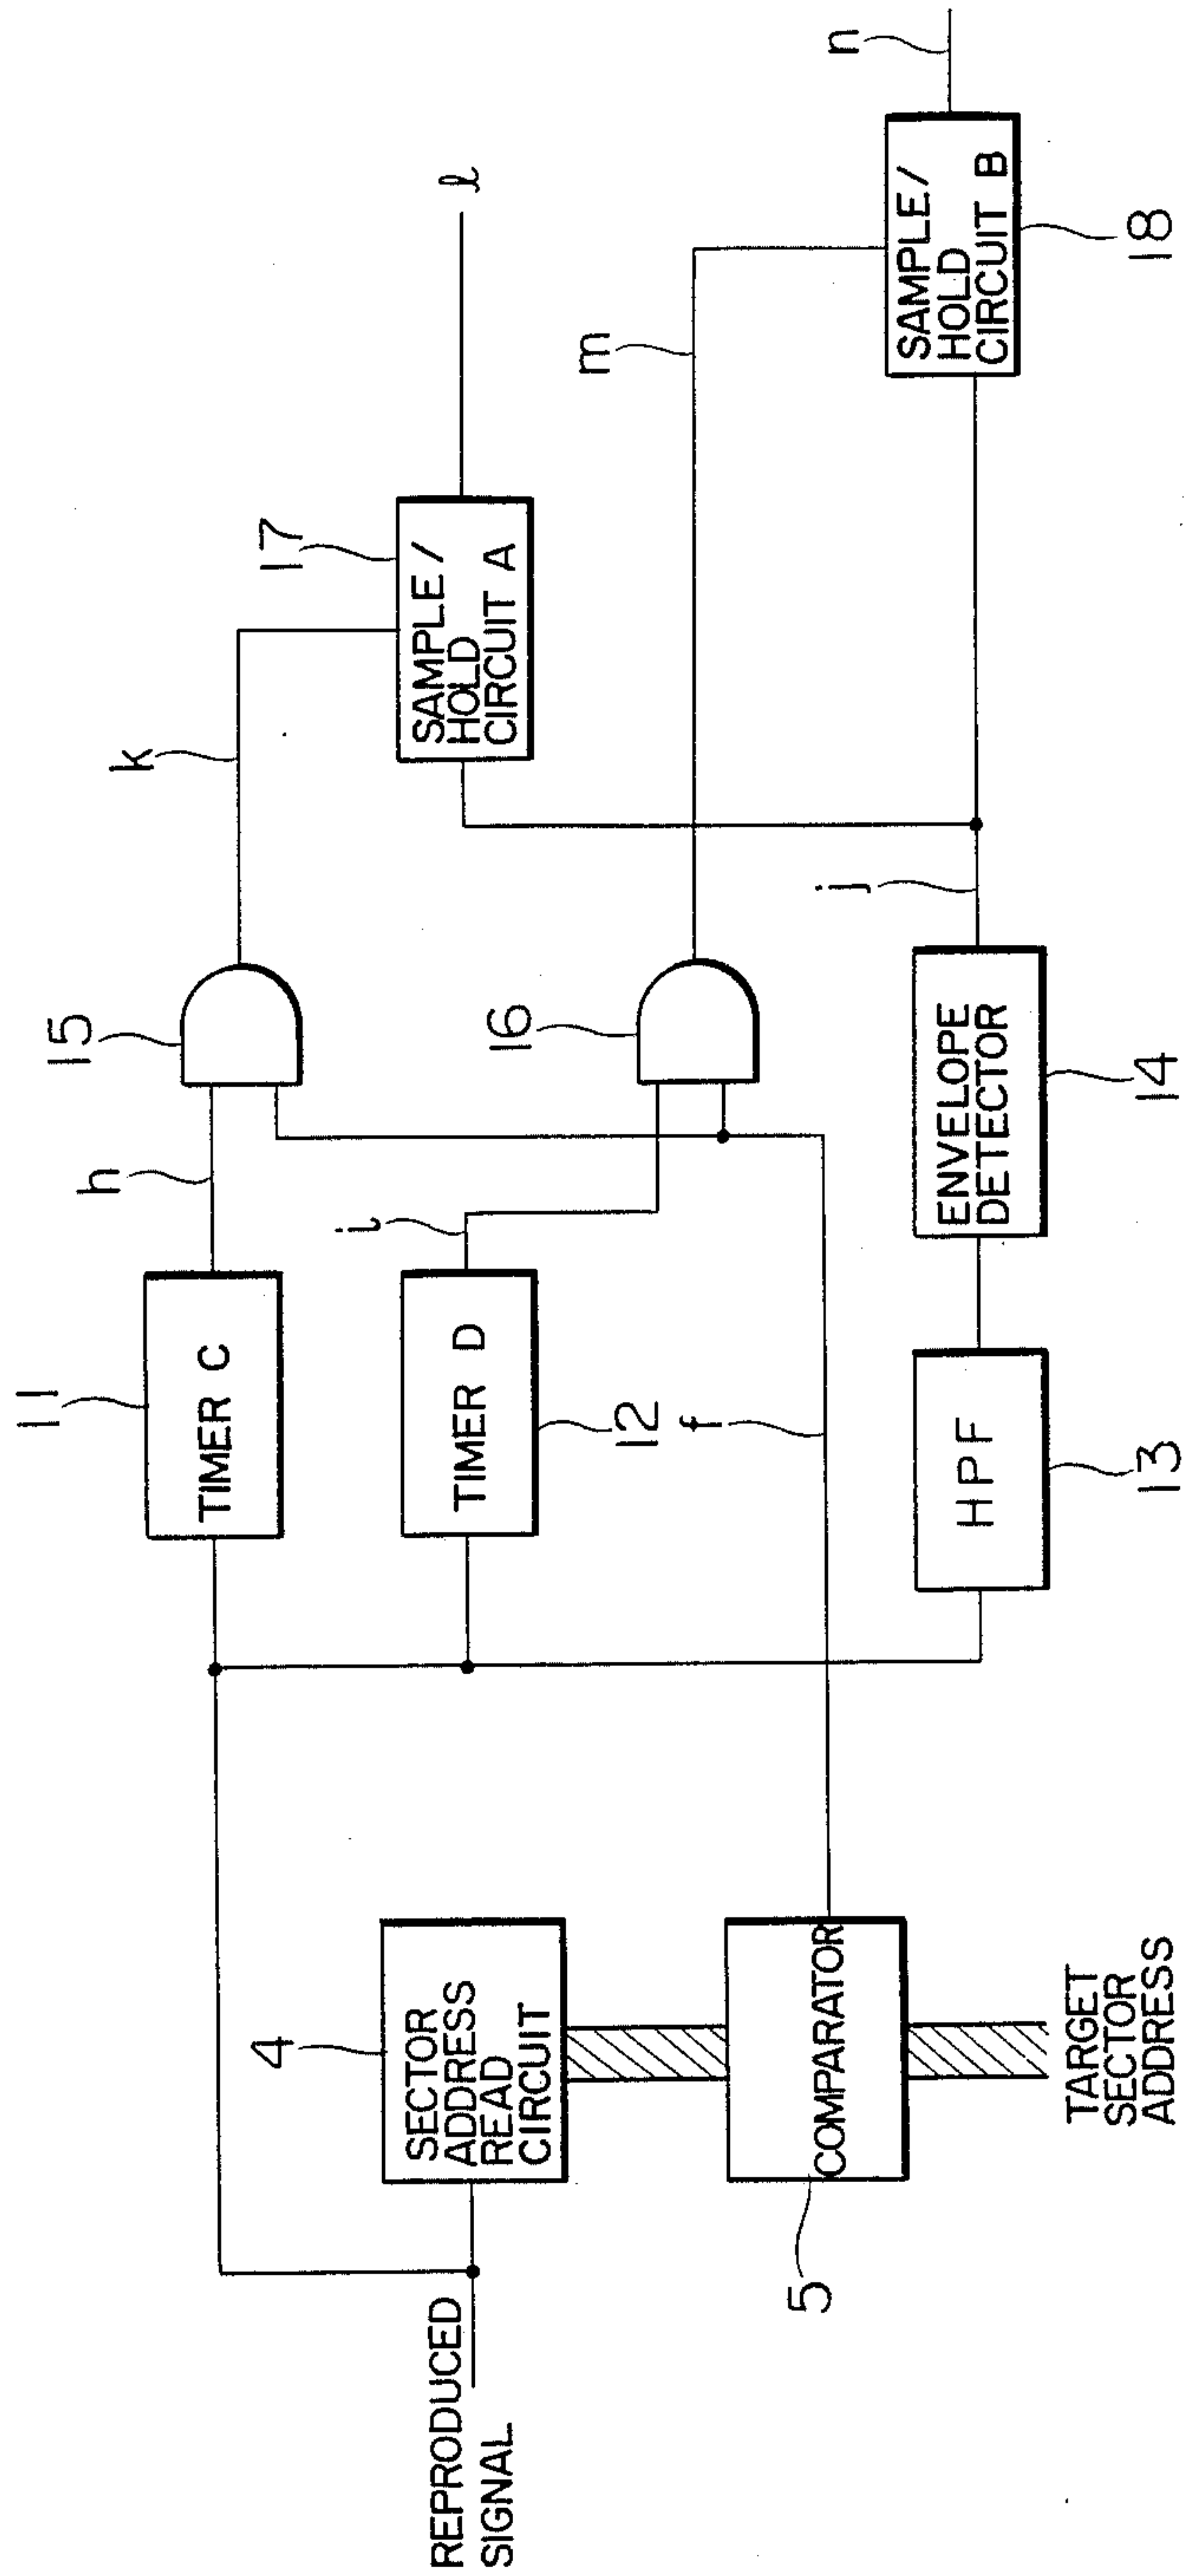 REPRODUCED
SIGNAL
4
SECTOR
ADDRESS
READ
CIRCUIT
5
COMPARATOR
TARGET
SECTOR
ADDRESS
11
TIMER C
h
12
TIMER D
i
f
13
HPF
14
ENVELOPE
DETECTOR
j
15
k
16
m
17
SAMPLE/
HOLD
CIRCUIT A
ℓ
18
SAMPLE/
HOLD
CIRCUIT B
n